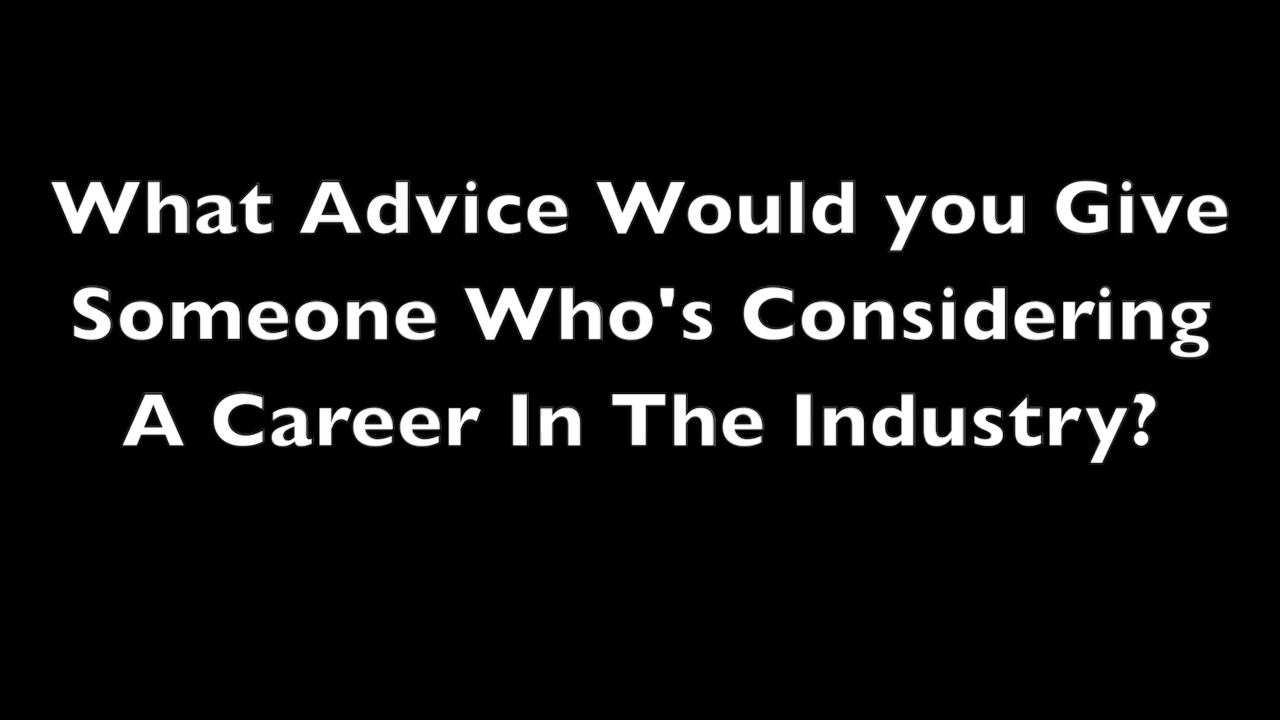 What Advice Would you Give
Someone Who's Considering
A Career In The Industry?